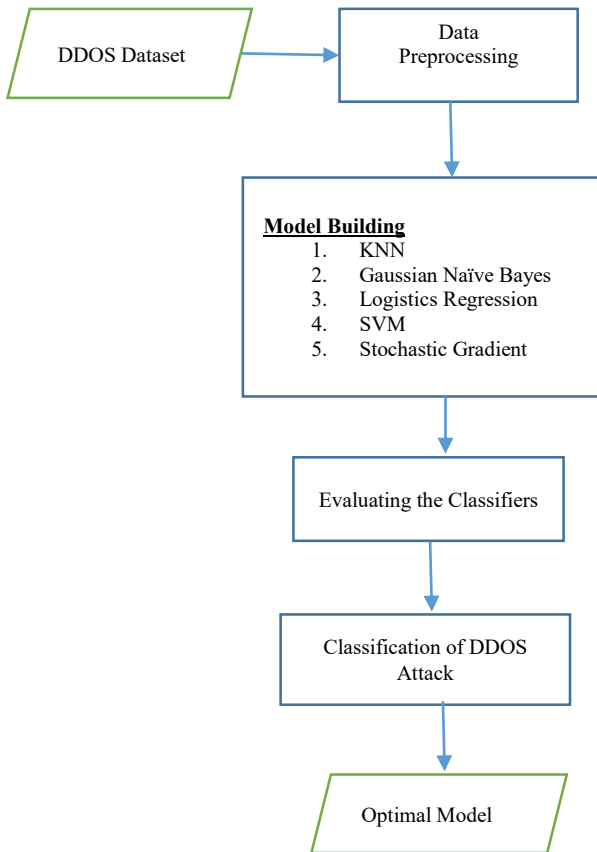 DDOS Dataset
Data
Preprocessing
Model Building
1. KNN
2. Gaussian Naïve Bayes
3. Logistics Regression
4. SVM
5. Stochastic Gradient
Evaluating the Classifiers
Classification of DDOS
Attack
Optimal Model